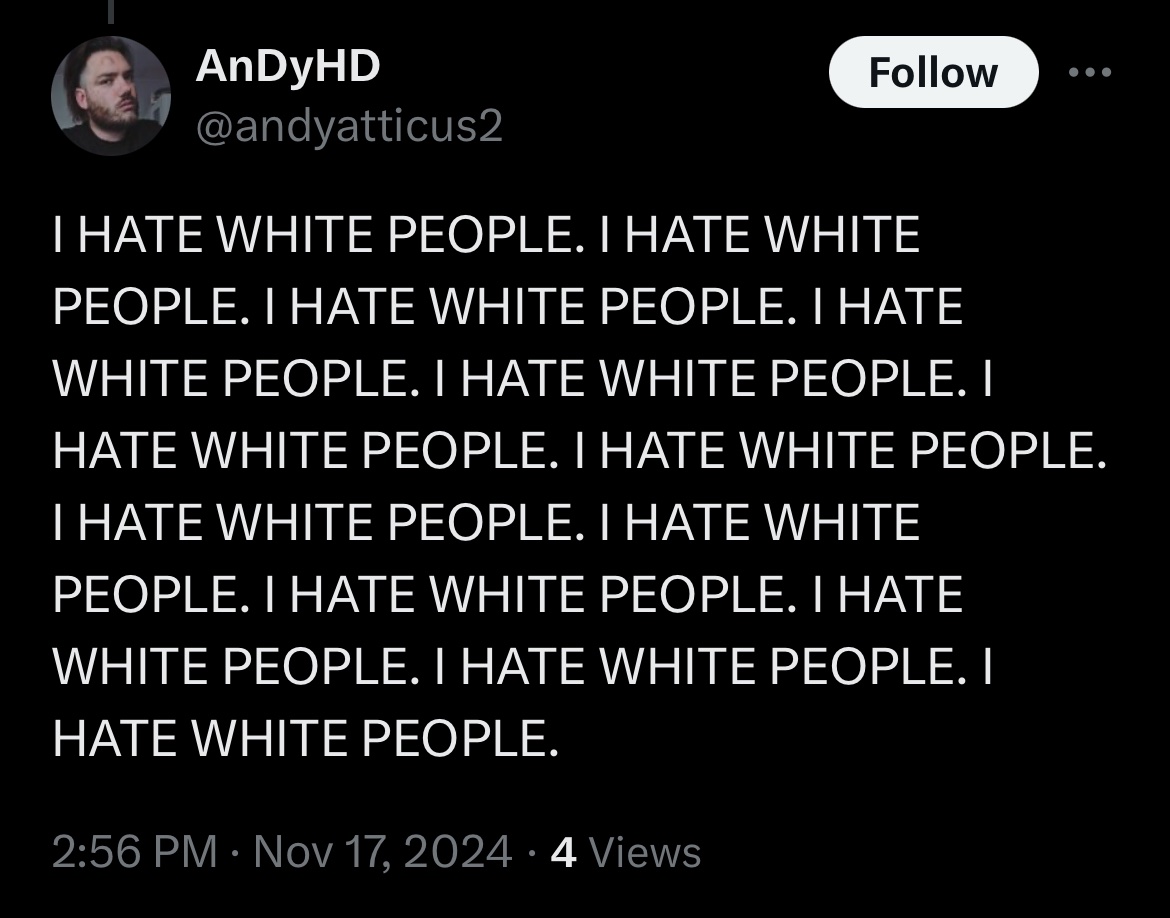 AnDyHD
Follow
@andyatticus2
I HATE WHITE PEOPLE. I HATE WHITE
PEOPLE. I HATE WHITE PEOPLE. I HATE
WHITE PEOPLE. I HATE WHITE PEOPLE. I
HATE WHITE PEOPLE. I HATE WHITE PEOPLE.
I HATE WHITE PEOPLE. I HATE WHITE
PEOPLE. I HATE WHITE PEOPLE. I HATE
WHITE PEOPLE. I HATE WHITE PEOPLE. I
HATE WHITE PEOPLE.
2:56 PM · Nov 17, 2024 · 4 Views